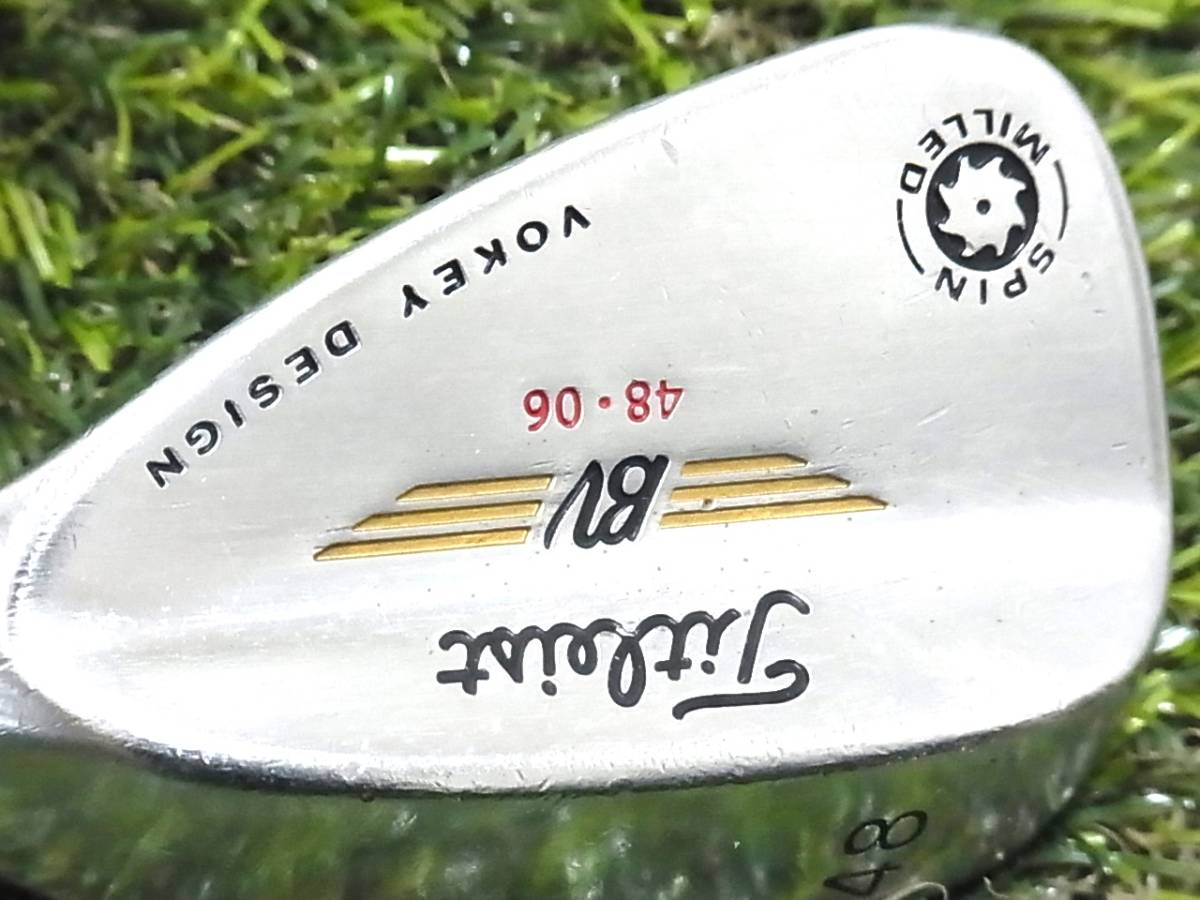 Titleist
BV
48•06
VOKEY DESIGN
SPIN MILLED
48